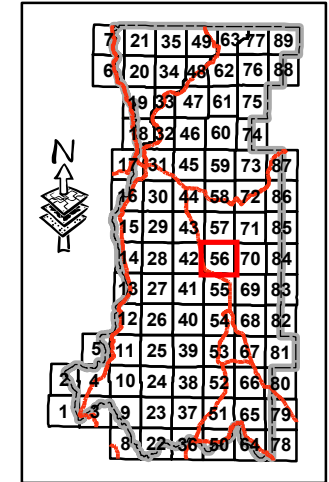 7 21 35 49 63 77 89
6 20 34 48 62 76 88
19 33 47 61 75
18 32 46 60 74
N
17 31 45 59 73 87
16 30 44 58 72 86
15 29 43 57 71 85
14 28 42 56 70 84
13 27 41 55 69 83
12 26 40 54 68 82
5 11 25 39 53 67 81
2 4 10 24 38 52 66 80
1 3 9 23 37 51 65 79
8 22 36 50 64 78